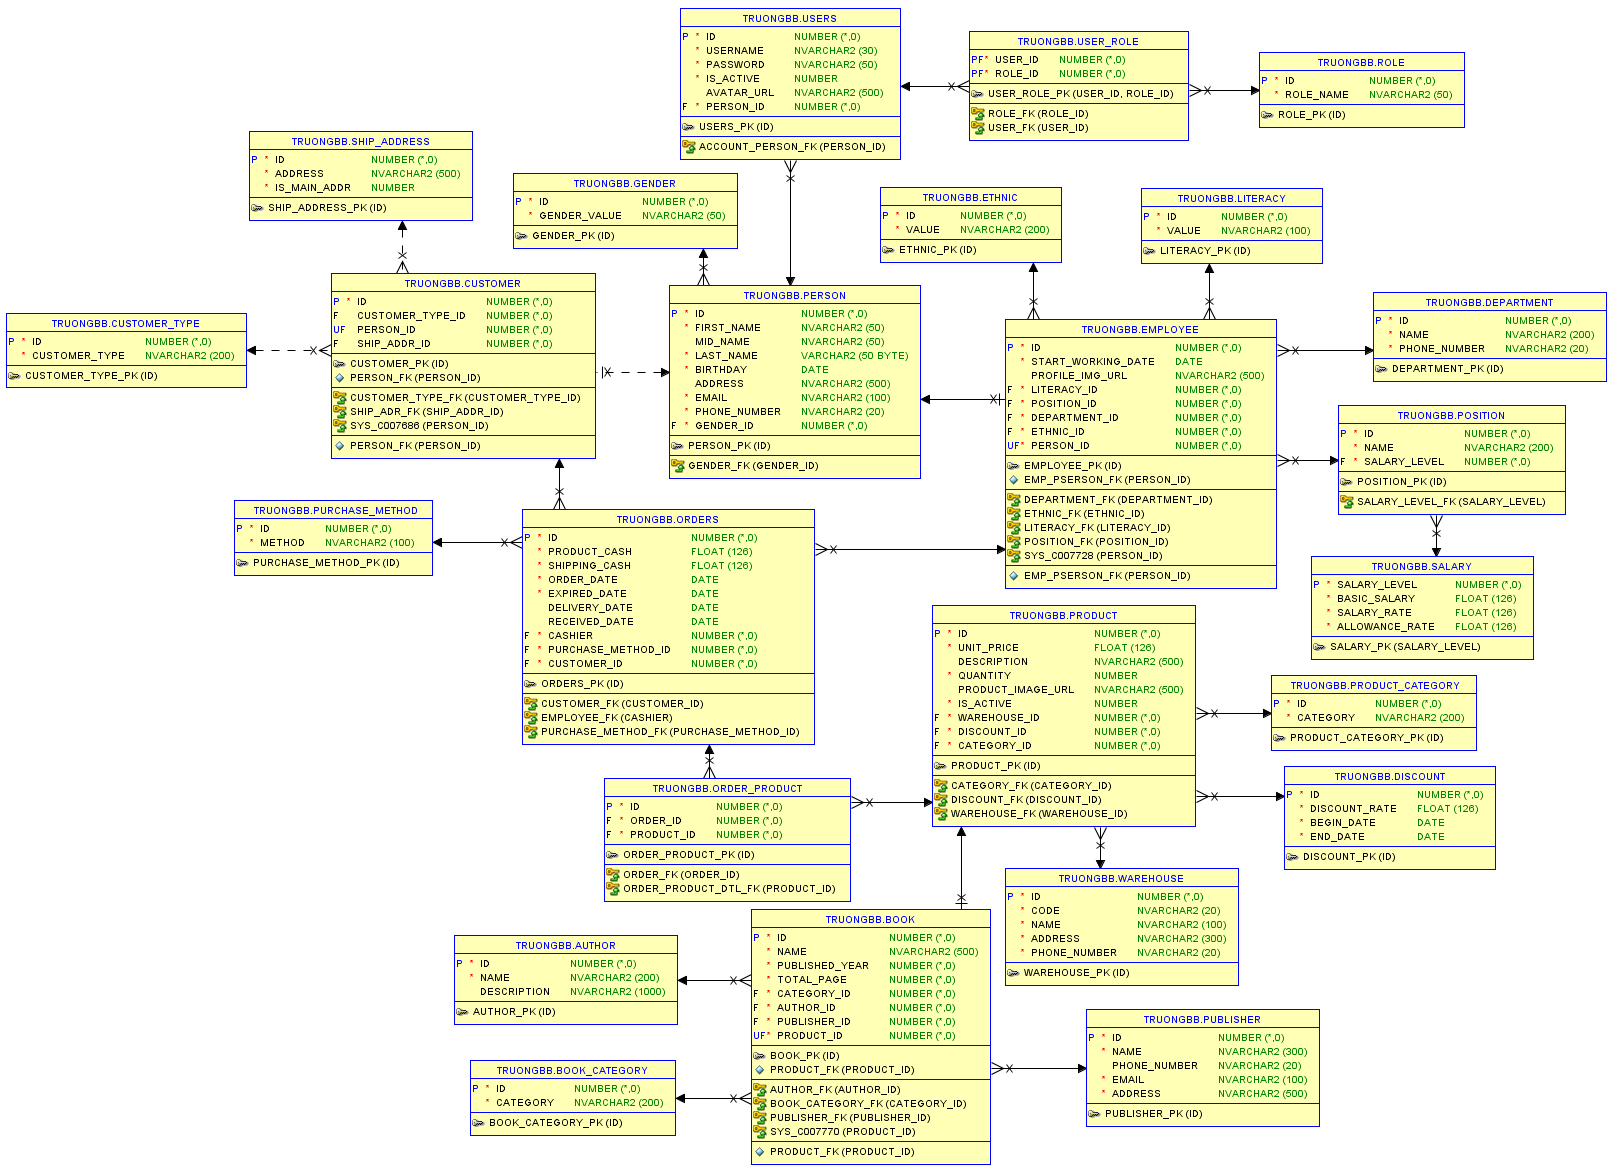 TRUONGBB.USERS
P * ID NUMBER (*,0)
* USERNAME NVARCHAR2 (30)
* PASSWORD NVARCHAR2 (50)
* IS_ACTIVE NUMBER
AVATAR_URL NVARCHAR2 (500)
F * PERSON_ID NUMBER (*,0)
USERS_PK (ID)
ACCOUNT_PERSON_FK (PERSON_ID)
TRUONGBB.USER_ROLE
PF* USER_ID NUMBER (*,0)
PF* ROLE_ID NUMBER (*,0)
USER_ROLE_PK (USER_ID, ROLE_ID)
ROLE_FK (ROLE_ID)
USER_FK (USER_ID)
TRUONGBB.ROLE
P * ID NUMBER (*,0)
* ROLE_NAME NVARCHAR2 (50)
ROLE_PK (ID)
TRUONGBB.SHIP_ADDRESS
P * ID NUMBER (*,0)
* ADDRESS NVARCHAR2 (500)
* IS_MAIN_ADDR NUMBER
SHIP_ADDRESS_PK (ID)
TRUONGBB.GENDER
P * ID NUMBER (*,0)
* GENDER_VALUE NVARCHAR2 (50)
GENDER_PK (ID)
TRUONGBB.ETHNIC
P * ID NUMBER (*,0)
* VALUE NVARCHAR2 (200)
ETHNIC_PK (ID)
TRUONGBB.LITERACY
P * ID NUMBER (*,0)
* VALUE NVARCHAR2 (100)
LITERACY_PK (ID)
TRUONGBB.CUSTOMER_TYPE
P * ID NUMBER (*,0)
* CUSTOMER_TYPE NVARCHAR2 (200)
CUSTOMER_TYPE_PK (ID)
TRUONGBB.CUSTOMER
P * ID NUMBER (*,0)
F CUSTOMER_TYPE_ID NUMBER (*,0)
UF PERSON_ID NUMBER (*,0)
F SHIP_ADDR_ID NUMBER (*,0)
CUSTOMER_PK (ID)
PERSON_FK (PERSON_ID)
CUSTOMER_TYPE_FK (CUSTOMER_TYPE_ID)
SHIP_ADR_FK (SHIP_ADDR_ID)
SYS_C007686 (PERSON_ID)
PERSON_FK (PERSON_ID)
TRUONGBB.PERSON
P * ID NUMBER (*,0)
* FIRST_NAME NVARCHAR2 (50)
MID_NAME NVARCHAR2 (50)
* LAST_NAME VARCHAR2 (50 BYTE)
* BIRTHDAY DATE
ADDRESS NVARCHAR2 (500)
* EMAIL NVARCHAR2 (100)
* PHONE_NUMBER NVARCHAR2 (20)
F * GENDER_ID NUMBER (*,0)
PERSON_PK (ID)
GENDER_FK (GENDER_ID)
TRUONGBB.EMPLOYEE
P * ID NUMBER (*,0)
* START_WORKING_DATE DATE
PROFILE_IMG_URL NVARCHAR2 (500)
F * LITERACY_ID NUMBER (*,0)
F * POSITION_ID NUMBER (*,0)
F * DEPARTMENT_ID NUMBER (*,0)
F * ETHNIC_ID NUMBER (*,0)
UF* PERSON_ID NUMBER (*,0)
EMPLOYEE_PK (ID)
EMP_PSERSON_FK (PERSON_ID)
DEPARTMENT_FK (DEPARTMENT_ID)
ETHNIC_FK (ETHNIC_ID)
LITERACY_FK (LITERACY_ID)
POSITION_FK (POSITION_ID)
SYS_C007728 (PERSON_ID)
EMP_PSERSON_FK (PERSON_ID)
TRUONGBB.DEPARTMENT
P * ID NUMBER (*,0)
* NAME NVARCHAR2 (200)
* PHONE_NUMBER NVARCHAR2 (20)
DEPARTMENT_PK (ID)
TRUONGBB.POSITION
P * ID NUMBER (*,0)
* NAME NVARCHAR2 (200)
F * SALARY_LEVEL NUMBER (*,0)
POSITION_PK (ID)
SALARY_LEVEL_FK (SALARY_LEVEL)
TRUONGBB.SALARY
P * SALARY_LEVEL NUMBER (*,0)
* BASIC_SALARY FLOAT (126)
* SALARY_RATE FLOAT (126)
* ALLOWANCE_RATE FLOAT (126)
SALARY_PK (SALARY_LEVEL)
TRUONGBB.PURCHASE_METHOD
P * ID NUMBER (*,0)
* METHOD NVARCHAR2 (100)
PURCHASE_METHOD_PK (ID)
TRUONGBB.ORDERS
P * ID NUMBER (*,0)
* PRODUCT_CASH FLOAT (126)
* SHIPPING_CASH FLOAT (126)
* ORDER_DATE DATE
* EXPIRED_DATE DATE
DELIVERY_DATE DATE
RECEIVED_DATE DATE
F * CASHIER NUMBER (*,0)
F * PURCHASE_METHOD_ID NUMBER (*,0)
F * CUSTOMER_ID NUMBER (*,0)
ORDERS_PK (ID)
CUSTOMER_FK (CUSTOMER_ID)
EMPLOYEE_FK (CASHIER)
PURCHASE_METHOD_FK (PURCHASE_METHOD_ID)
TRUONGBB.PRODUCT
P * ID NUMBER (*,0)
* UNIT_PRICE FLOAT (126)
DESCRIPTION NVARCHAR2 (500)
* QUANTITY NUMBER
PRODUCT_IMAGE_URL NVARCHAR2 (500)
* IS_ACTIVE NUMBER
F * WAREHOUSE_ID NUMBER (*,0)
F * DISCOUNT_ID NUMBER (*,0)
F * CATEGORY_ID NUMBER (*,0)
PRODUCT_PK (ID)
CATEGORY_FK (CATEGORY_ID)
DISCOUNT_FK (DISCOUNT_ID)
WAREHOUSE_FK (WAREHOUSE_ID)
TRUONGBB.PRODUCT_CATEGORY
P * ID NUMBER (*,0)
* CATEGORY NVARCHAR2 (200)
PRODUCT_CATEGORY_PK (ID)
TRUONGBB.DISCOUNT
P * ID NUMBER (*,0)
* DISCOUNT_RATE FLOAT (126)
* BEGIN_DATE DATE
* END_DATE DATE
DISCOUNT_PK (ID)
TRUONGBB.ORDER_PRODUCT
P * ID NUMBER (*,0)
F * ORDER_ID NUMBER (*,0)
F * PRODUCT_ID NUMBER (*,0)
ORDER_PRODUCT_PK (ID)
ORDER_FK (ORDER_ID)
ORDER_PRODUCT_DTL_FK (PRODUCT_ID)
TRUONGBB.WAREHOUSE
P * ID NUMBER (*,0)
* CODE NVARCHAR2 (20)
* NAME NVARCHAR2 (100)
* ADDRESS NVARCHAR2 (300)
* PHONE_NUMBER NVARCHAR2 (20)
WAREHOUSE_PK (ID)
TRUONGBB.AUTHOR
P * ID NUMBER (*,0)
* NAME NVARCHAR2 (200)
DESCRIPTION NVARCHAR2 (1000)
AUTHOR_PK (ID)
TRUONGBB.BOOK
P * ID NUMBER (*,0)
* NAME NVARCHAR2 (500)
* PUBLISHED_YEAR NUMBER (*,0)
* TOTAL_PAGE NUMBER (*,0)
F * CATEGORY_ID NUMBER (*,0)
F * AUTHOR_ID NUMBER (*,0)
F * PUBLISHER_ID NUMBER (*,0)
UF* PRODUCT_ID NUMBER (*,0)
BOOK_PK (ID)
PRODUCT_FK (PRODUCT_ID)
AUTHOR_FK (AUTHOR_ID)
BOOK_CATEGORY_FK (CATEGORY_ID)
PUBLISHER_FK (PUBLISHER_ID)
SYS_C007770 (PRODUCT_ID)
PRODUCT_FK (PRODUCT_ID)
TRUONGBB.PUBLISHER
P * ID NUMBER (*,0)
* NAME NVARCHAR2 (300)
PHONE_NUMBER NVARCHAR2 (20)
* EMAIL NVARCHAR2 (100)
* ADDRESS NVARCHAR2 (500)
PUBLISHER_PK (ID)
TRUONGBB.BOOK_CATEGORY
P * ID NUMBER (*,0)
* CATEGORY NVARCHAR2 (200)
BOOK_CATEGORY_PK (ID)